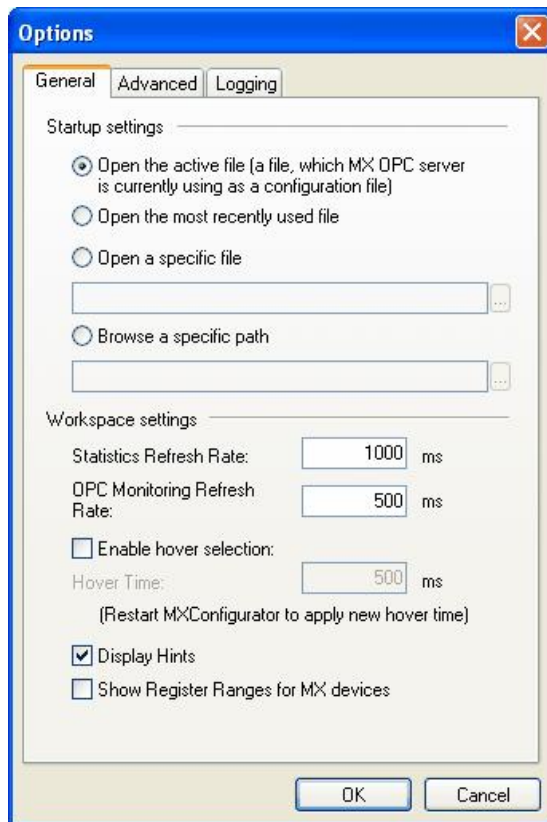 Options
General
Advanced
Logging
Startup settings
Open the active file (a file, which MX OPC server
is currently using as a configuration file)
Open the most recently used file
Open a specific file
...
Browse a specific path
...
Workspace settings
Statistics Refresh Rate: 1000 ms
OPC Monitoring Refresh
Rate: 500 ms
Enable hover selection:
Hover Time: 500 ms
(Restart MXConfigurator to apply new hover time)
Display Hints
Show Register Ranges for MX devices
OK
Cancel